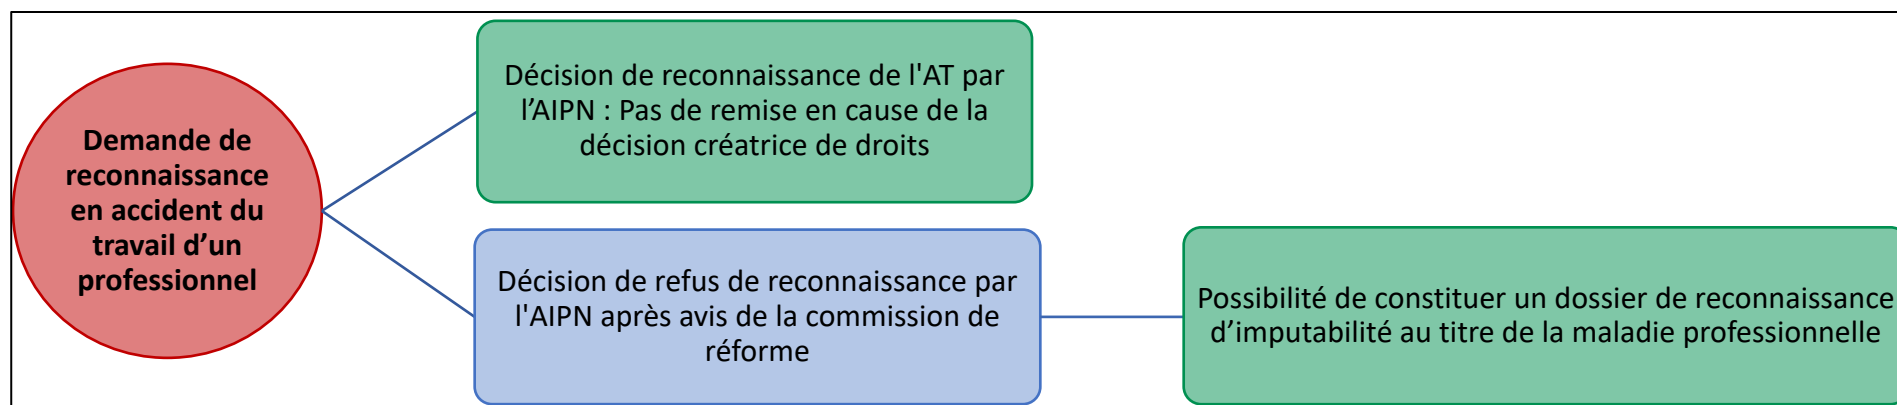 Demande de
reconnaissance
en accident du
travail d’un
professionnel
Décision de reconnaissance de l'AT par
l’AIPN : Pas de remise en cause de la
décision créatrice de droits
Décision de refus de reconnaissance par
l'AIPN après avis de la commission de
réforme
Possibilité de constituer un dossier de reconnaissance
d’imputabilité au titre de la maladie professionnelle